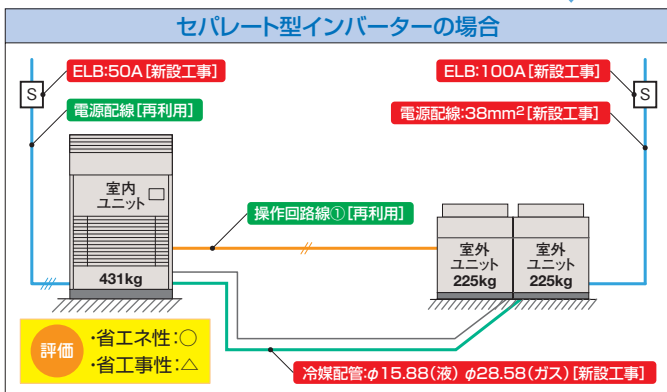 セパレート型インバーターの場合
ELB:50A[新設工事]
ELB:100A[新設工事]
S
S
電源配線[再利用]
電源配線:38mm²[新設工事]
室内
ユニット
操作回路線①[再利用]
431kg
室外
ユニット
225kg
室外
ユニット
225kg
評価
・省エネ性:○
・省工事性:△
冷媒配管:φ15.88(液) φ28.58(ガス)[新設工事]